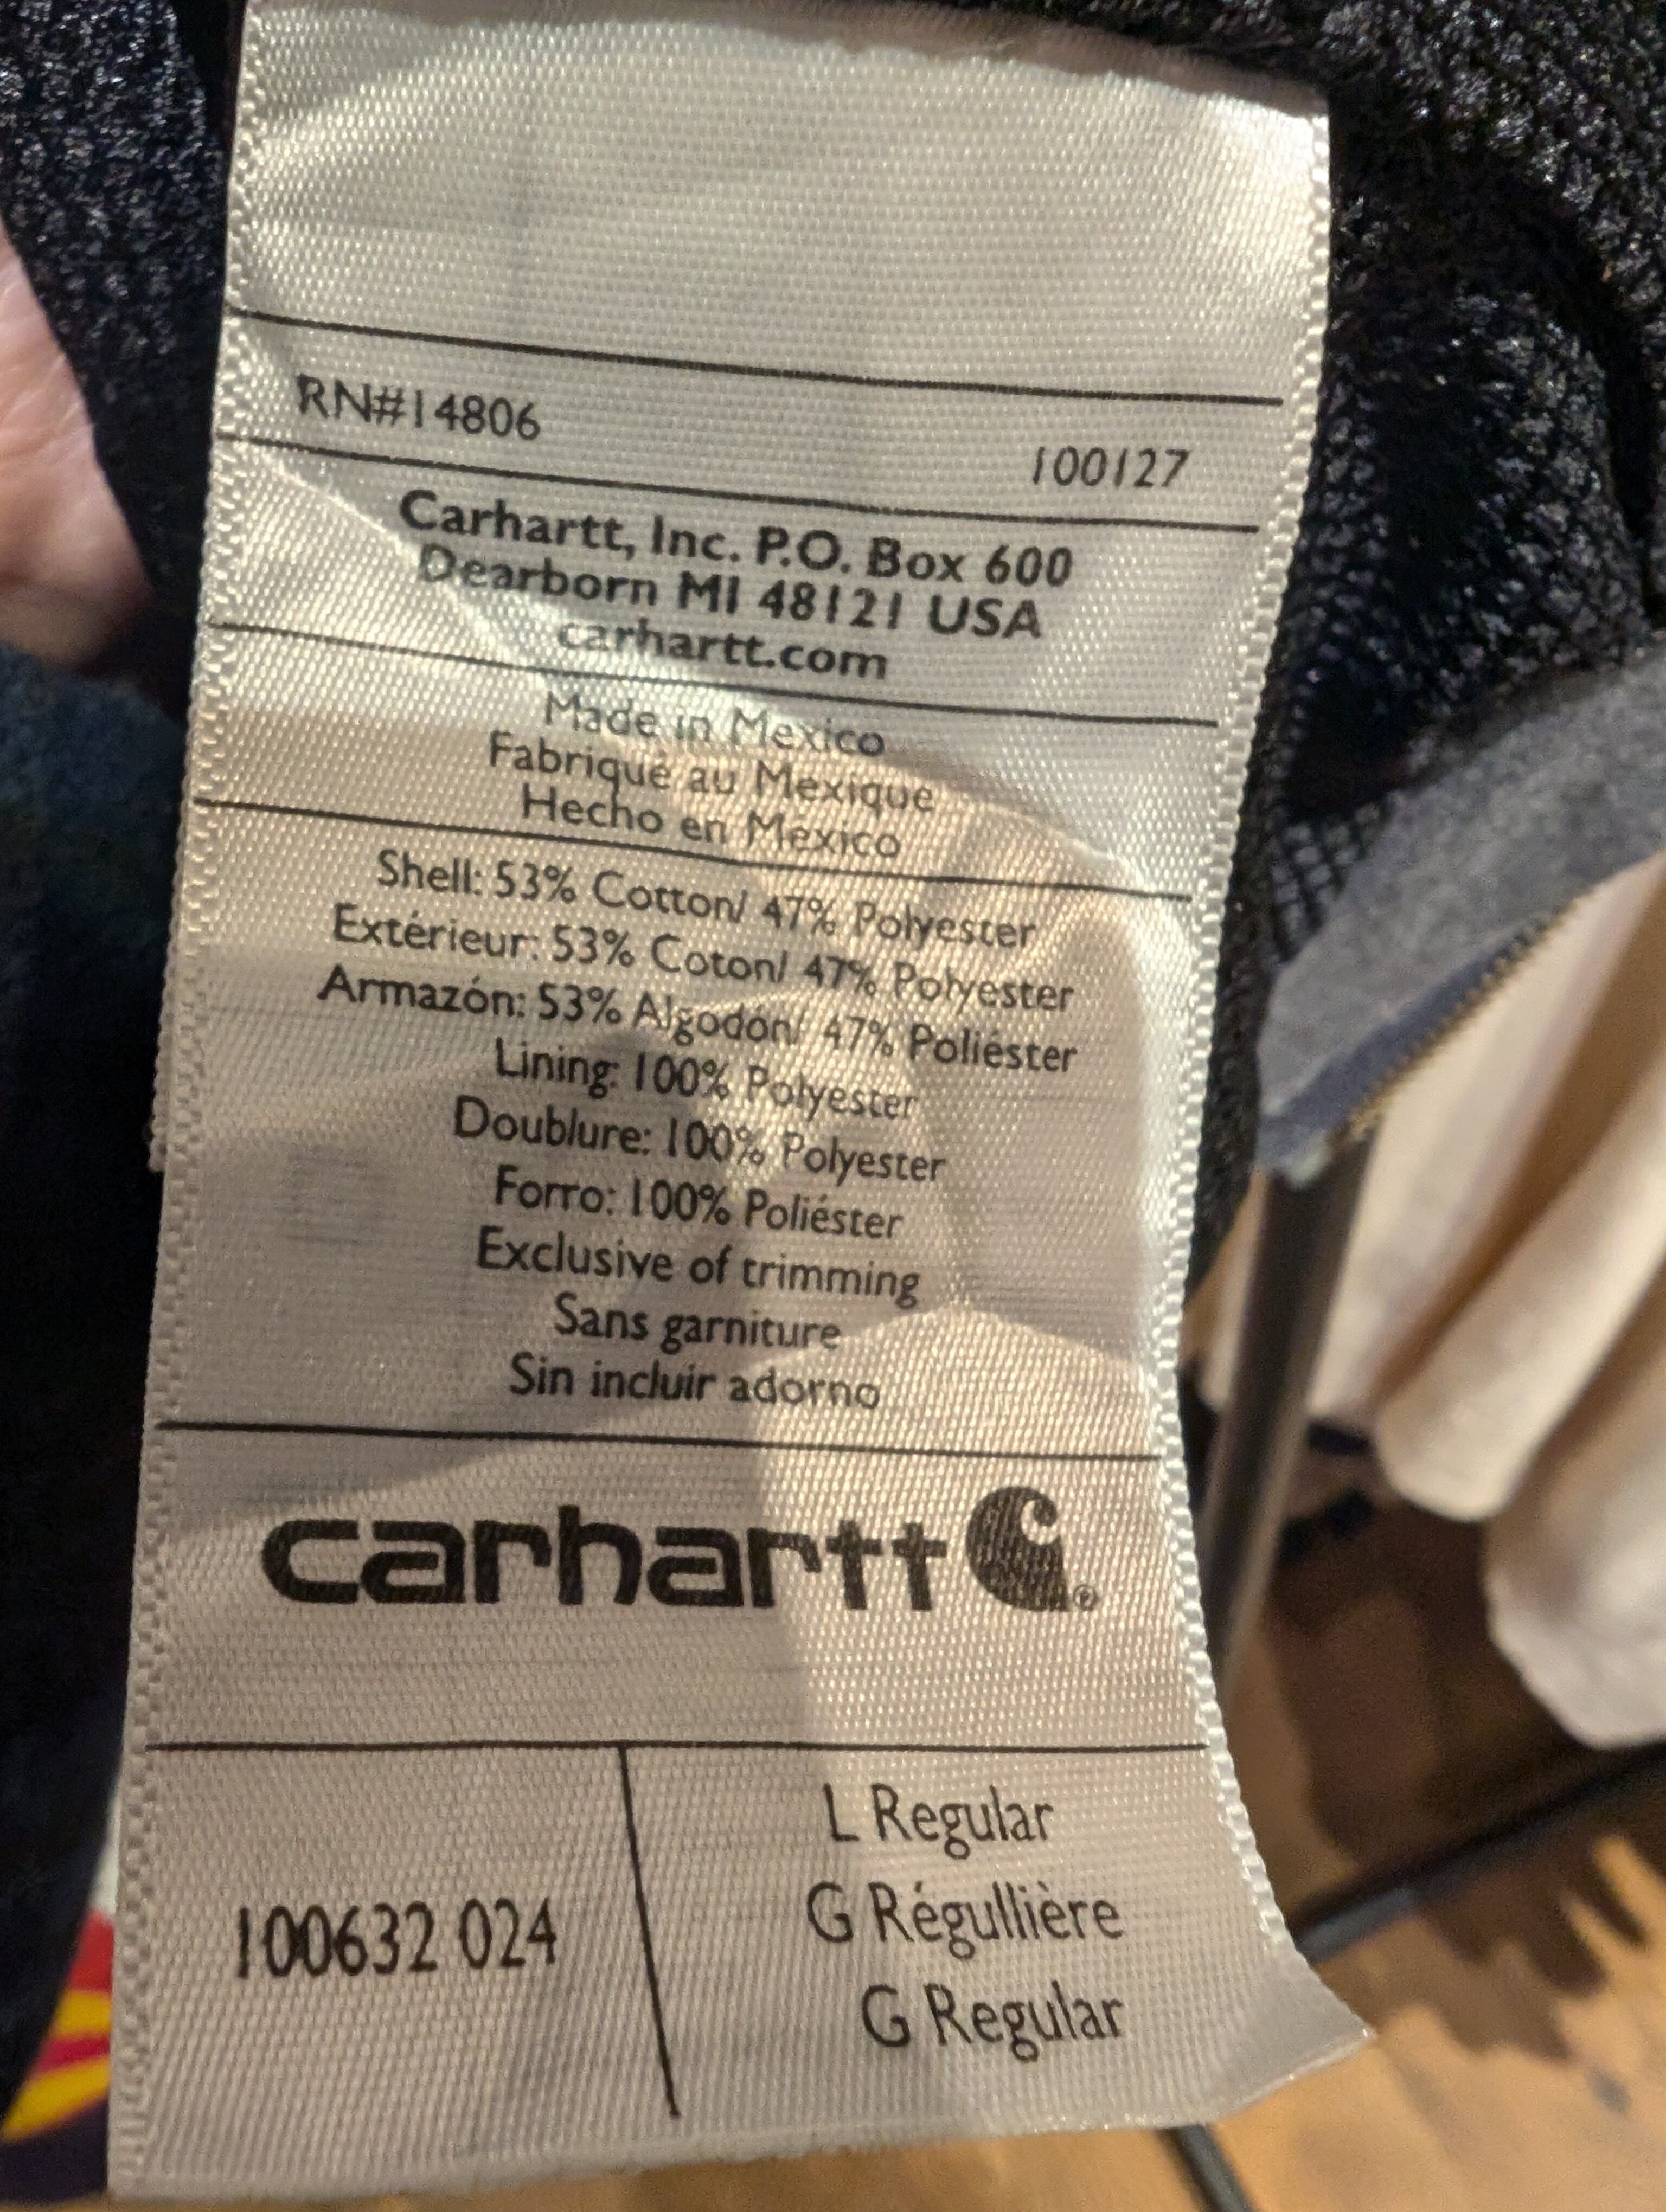 RN#14806
100127
Carhartt, Inc. P.O. Box 600
Dearborn MI 48121 USA
carhartt.com
Made in Mexico
Fabriqué au Mexique
Hecho en México
Shell: 53% Cotton/ 47% Polyester
Extérieur: 53% Coton/ 47% Polyester
Armazón: 53% Algodón/ 47% Poliéster
Lining: 100% Polyester
Doublure: 100% Polyester
Forro: 100% Poliéster
Exclusive of trimming
Sans garniture
Sin incluir adorno
carhartt ®
100632 024
L Regular
G Régullière
G Regular